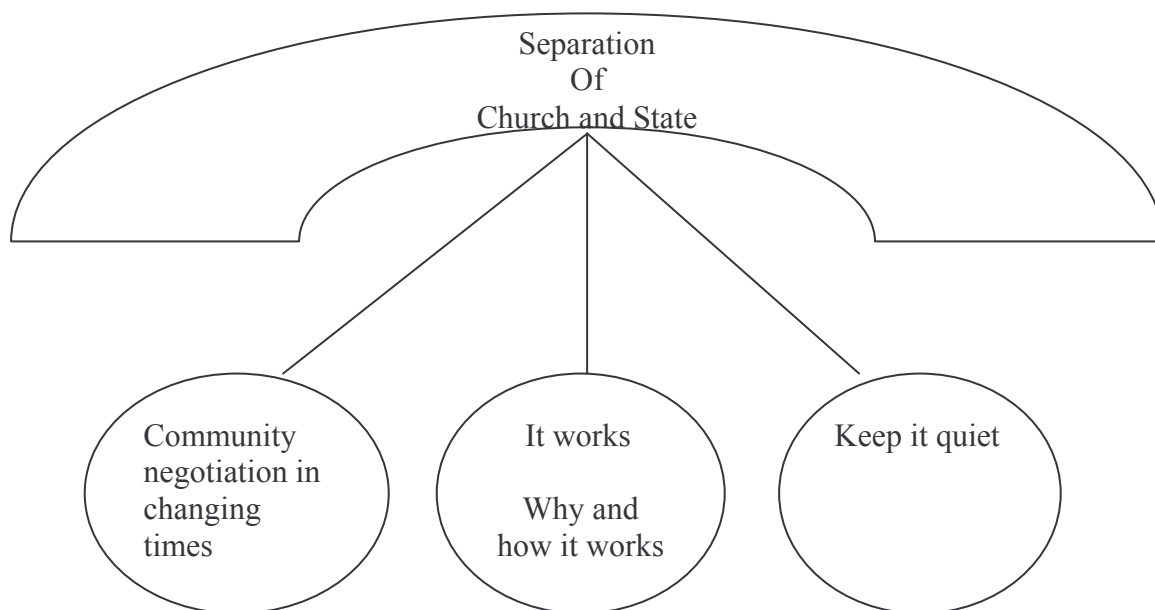 Separation
Of
Church and State
Community
negotiation in
changing
times
It works
Why and
how it works
Keep it quiet